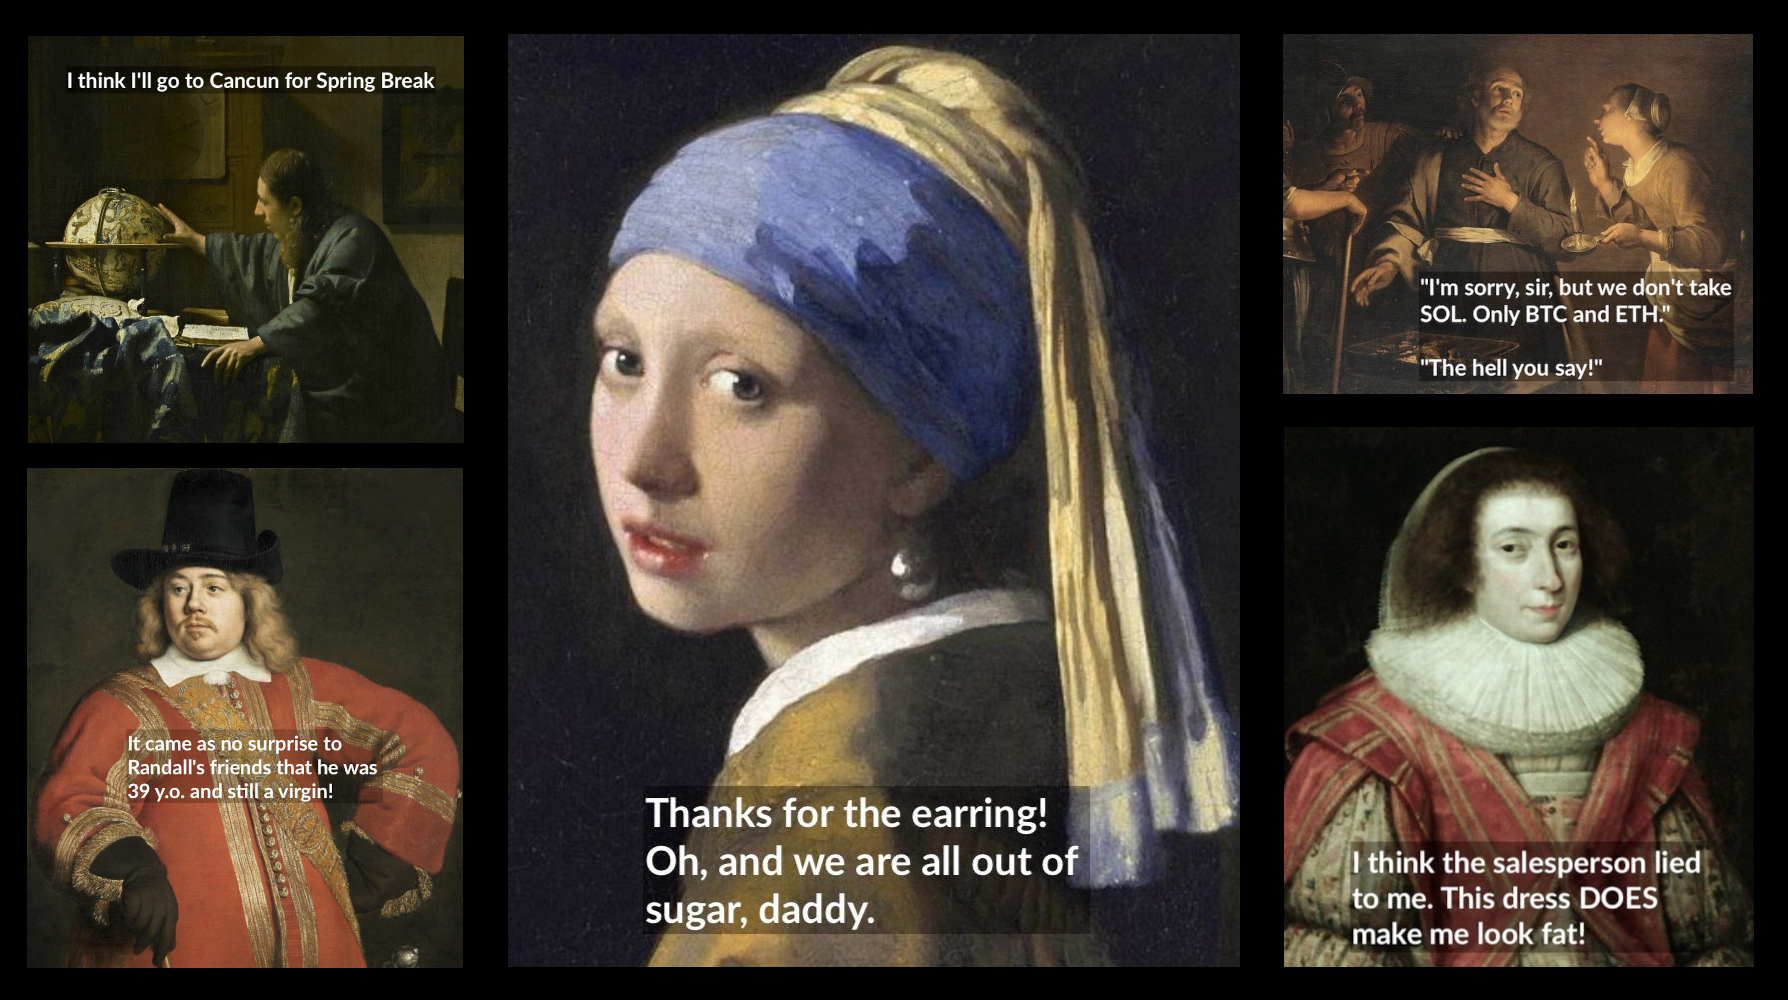 I think I'll go to Cancun for Spring Break
It came as no surprise to
Randall's friends that he was
39 y.o. and still a virgin!
Thanks for the earring!
Oh, and we are all out of
sugar, daddy.
"I'm sorry, sir, but we don't take
SOL. Only BTC and ETH."
"The hell you say!"
I think the salesperson lied
to me. This dress DOES
make me look fat!